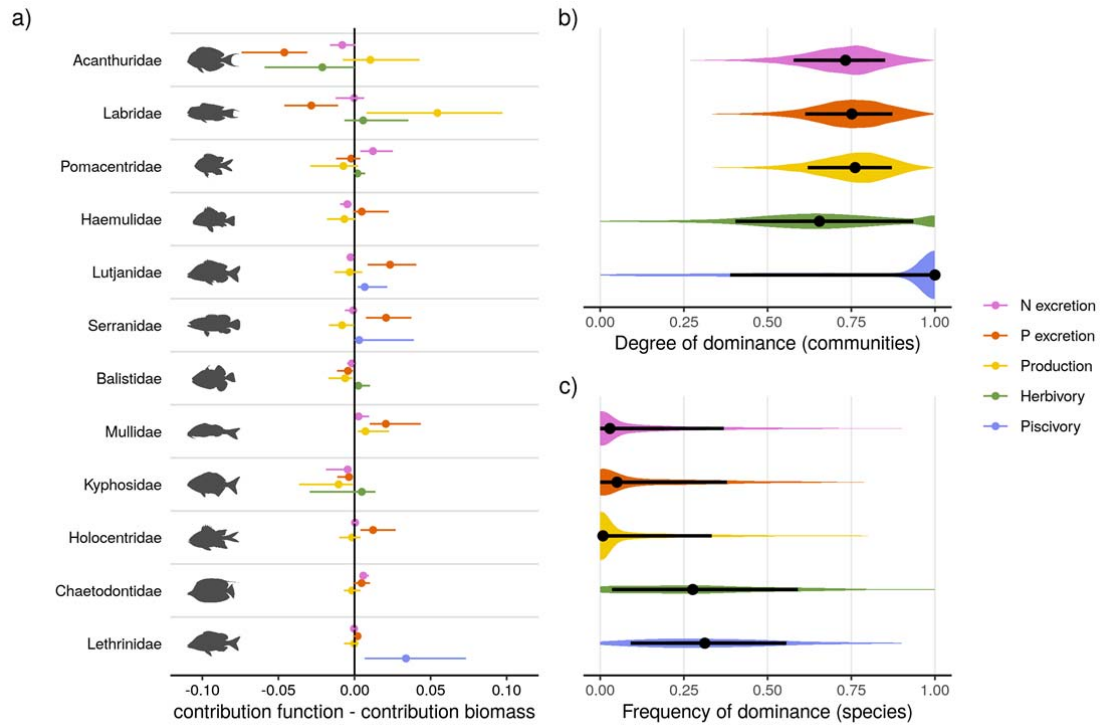 a)
Acanthuridae
Labridae
Pomacentridae
Haemulidae
Lutjanidae
Serranidae
Balistidae
Mullidae
Kyphosidae
Holocentridae
Chaetodontidae
Lethrinidae
-0.10 -0.05 0.00 0.05 0.10
contribution function - contribution biomass
b)
0.00 0.25 0.50 0.75 1.00
Degree of dominance (communities)
c)
0.00 0.25 0.50 0.75 1.00
Frequency of dominance (species)
N excretion
P excretion
Production
Herbivory
Piscivory